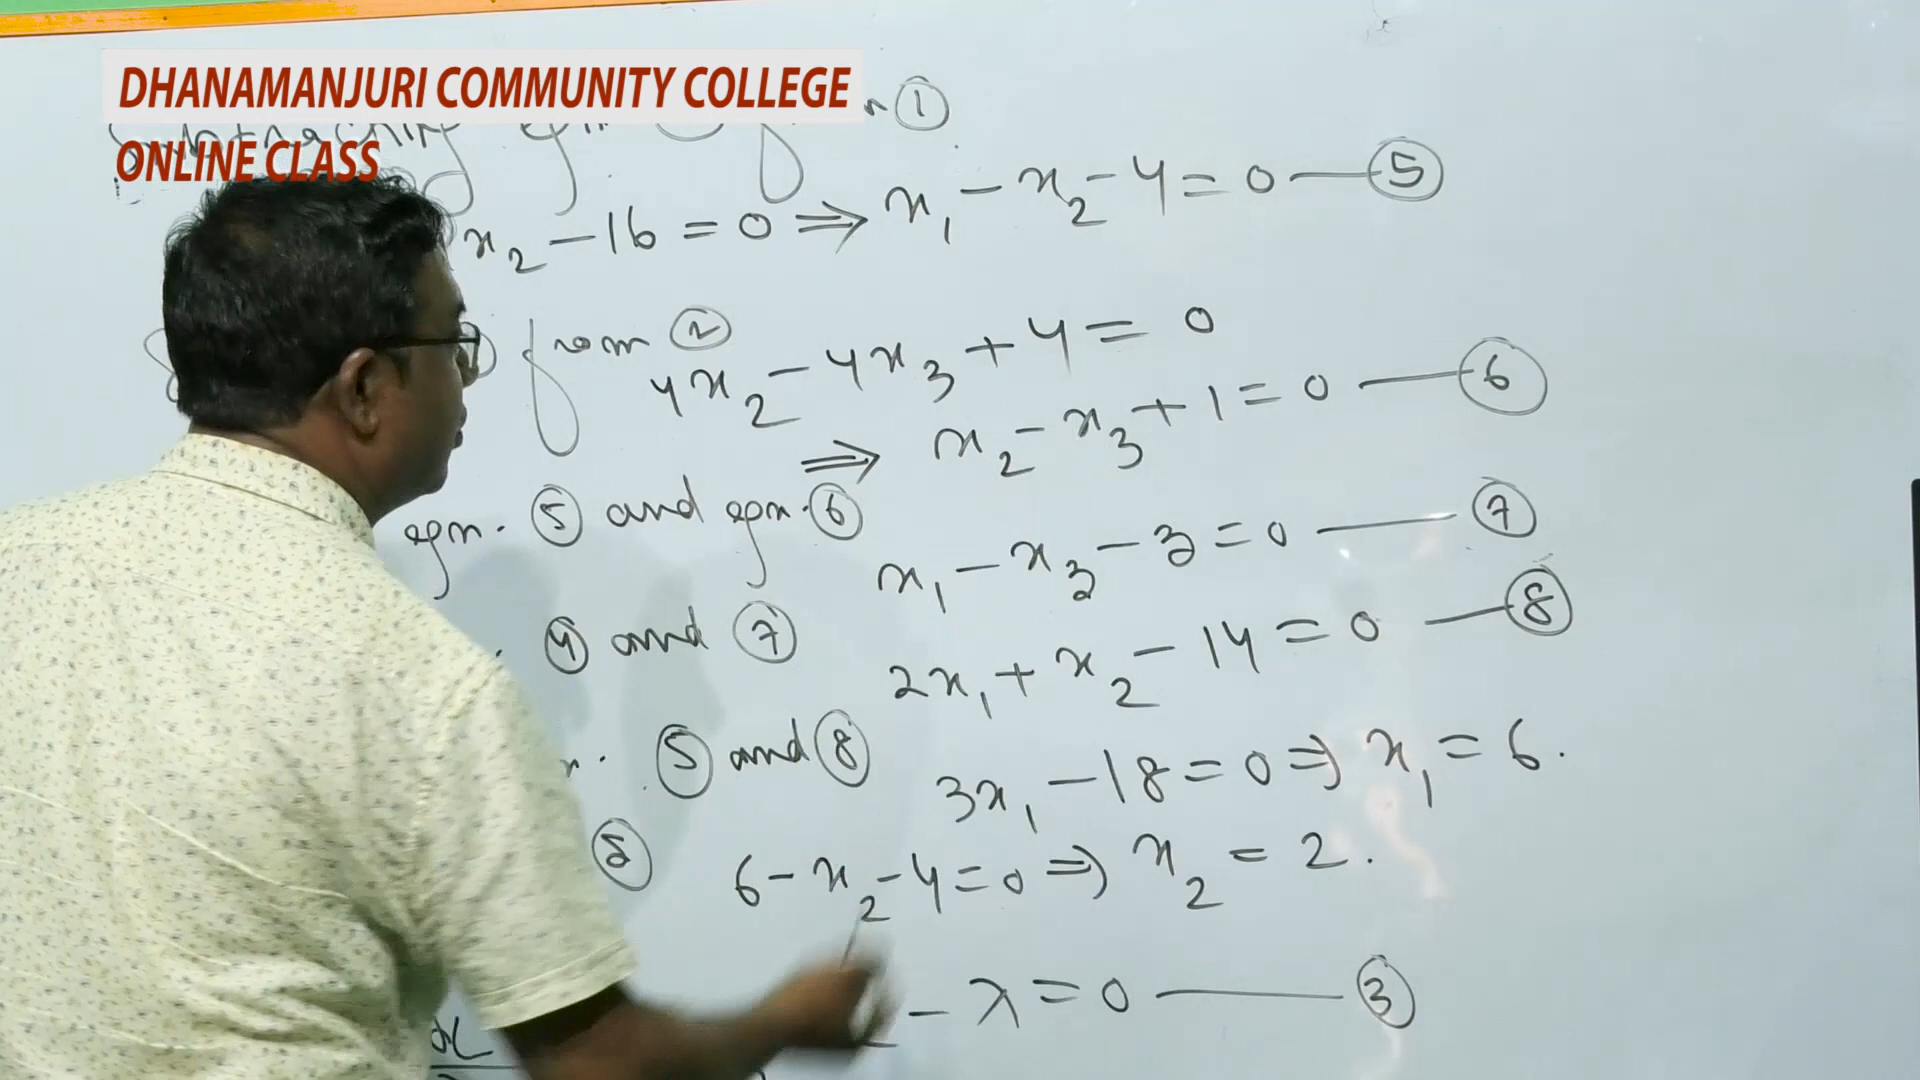 DHANAMANJURI COMMUNITY COLLEGE
ONLINE CLASS
①
x₂ - 16 = 0 ⇒ x₁ - x₂ - 4 = 0 — ⑤
from ②
4x₂ - 4x₃ + 4 = 0
⇒ x₂ - x₃ + 1 = 0 — ⑥
eqn. ⑤ and eqn. ⑥
x₁ - x₃ - 3 = 0 — ⑦
④ and ⑦
2x₁ + x₂ - 14 = 0 — ⑧
⑤ and ⑧
3x₁ - 18 = 0 ⇒ x₁ = 6.
⑤ 6 - x₂ - 4 = 0 ⇒ x₂ = 2.
- λ = 0 — ③